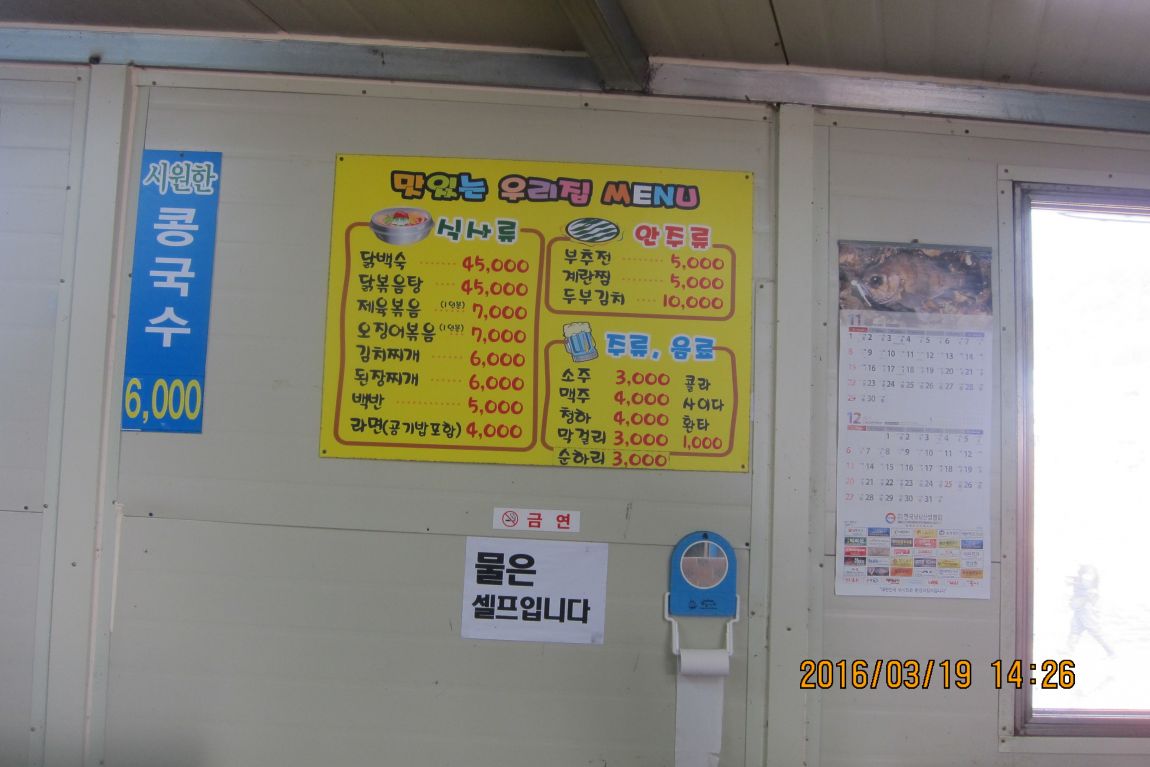 시원한
콩
국
수
6,000
맛있는 우리집 MENU
식사류
닭백숙 ········ 45,000
닭볶음탕 ······ 45,000
제육볶음 ···(1인분) 7,000
오징어볶음(1인분) 7,000
김치찌개 ······ 6,000
된장찌개 ······ 6,000
백반 ········ 5,000
라면(공기밥포함) 4,000
안주류
부추전 ······· 5,000
계란찜 ······· 5,000
두부김치 ····· 10,000
주류, 음료
소주 3,000
맥주 4,000
청하 4,000
막걸리 3,000
순하리 3,000
콜라
사이다
환타
1,000
금연
물은
셀프입니다
11
12
2016/03/19 14:26